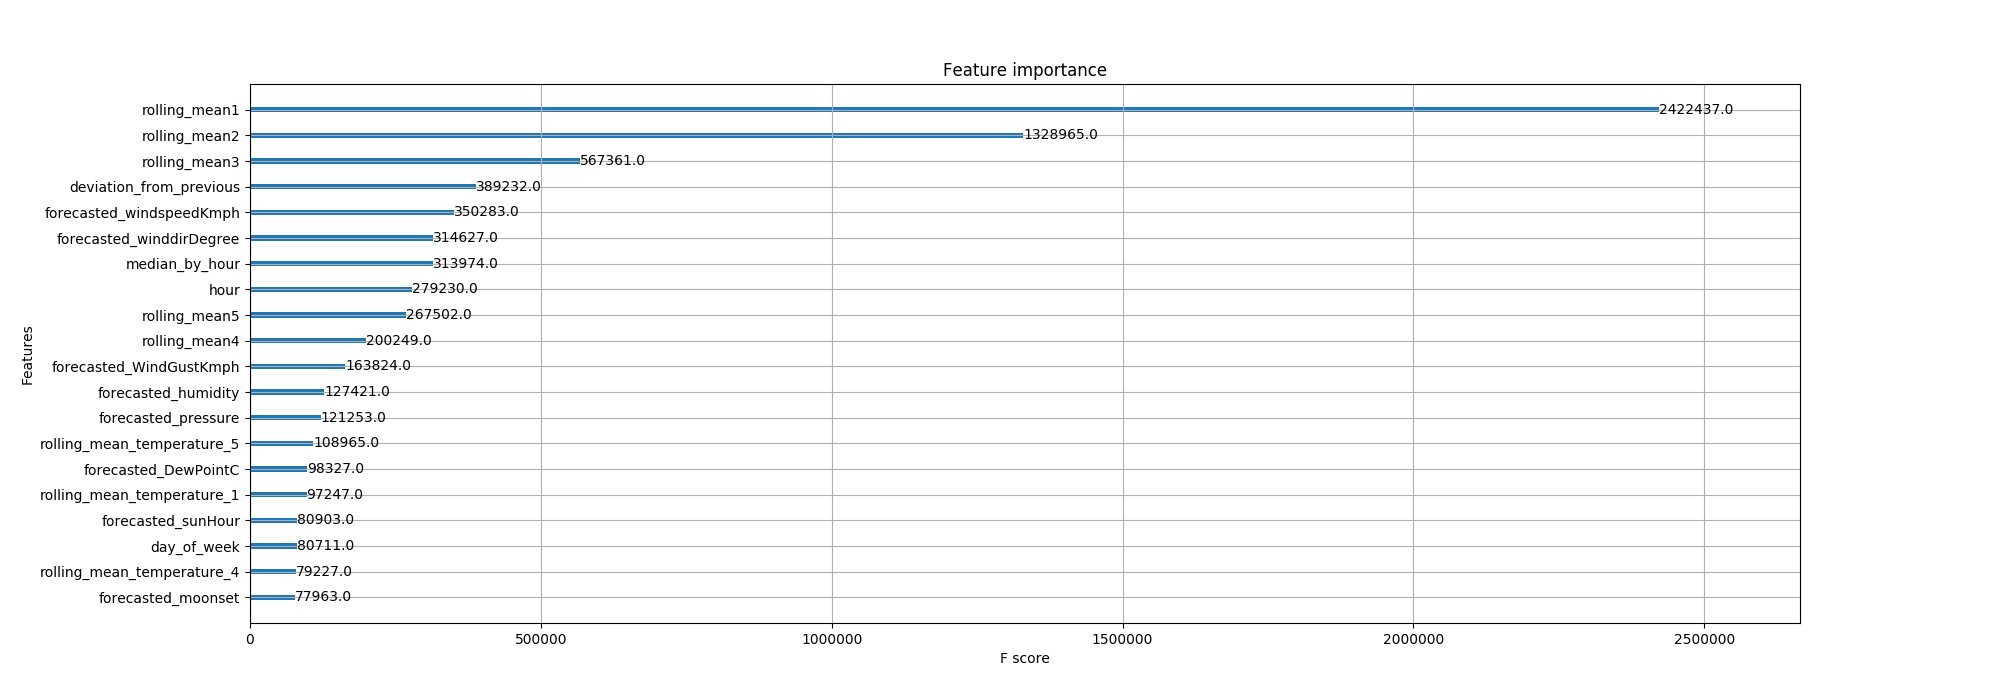 Feature importance
rolling_mean1 2422437.0
rolling_mean2 1328965.0
rolling_mean3 567361.0
deviation_from_previous 389232.0
forecasted_windspeedKmph 350283.0
forecasted_winddirDegree 314627.0
median_by_hour 313974.0
hour 279230.0
rolling_mean5 267502.0
rolling_mean4 200249.0
forecasted_WindGustKmph 163824.0
forecasted_humidity 127421.0
forecasted_pressure 121253.0
rolling_mean_temperature_5 108965.0
forecasted_DewPointC 98327.0
rolling_mean_temperature_1 97247.0
forecasted_sunHour 80903.0
day_of_week 80711.0
rolling_mean_temperature_4 79227.0
forecasted_moonset 77963.0
Features
0 500000 1000000 1500000 2000000 2500000
F score